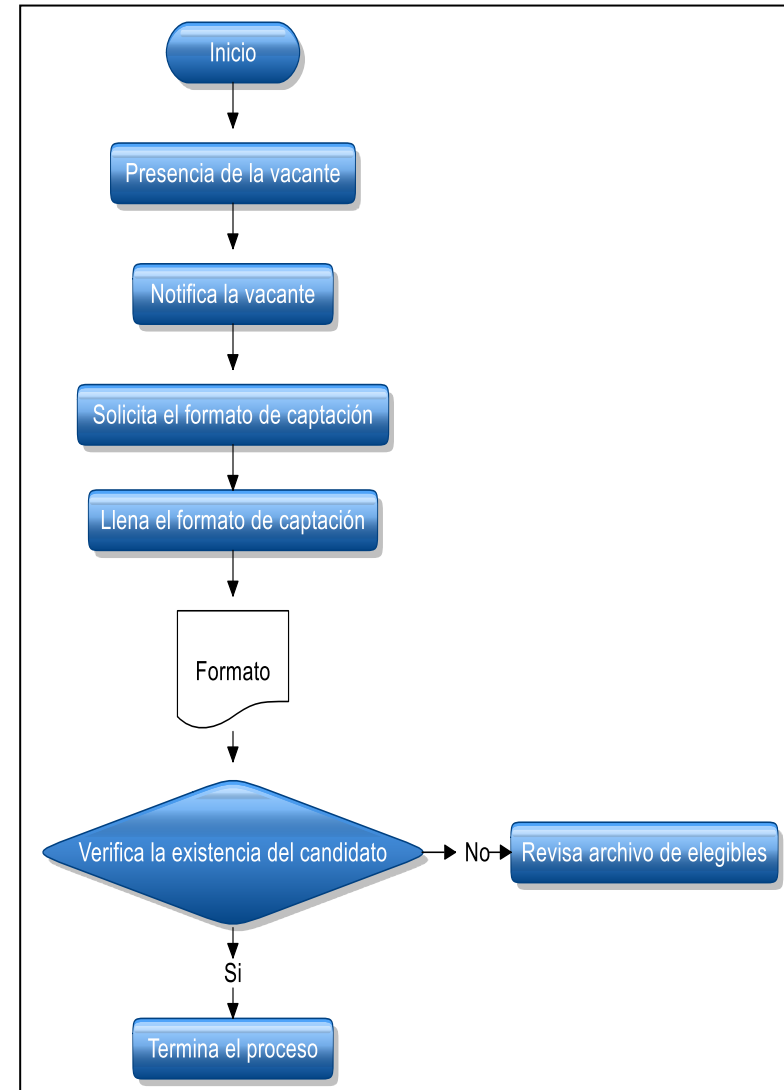 Inicio
Presencia de la vacante
Notifica la vacante
Solicita el formato de captación
Llena el formato de captación
Formato
Verifica la existencia del candidato
No
Revisa archivo de elegibles
Si
Termina el proceso